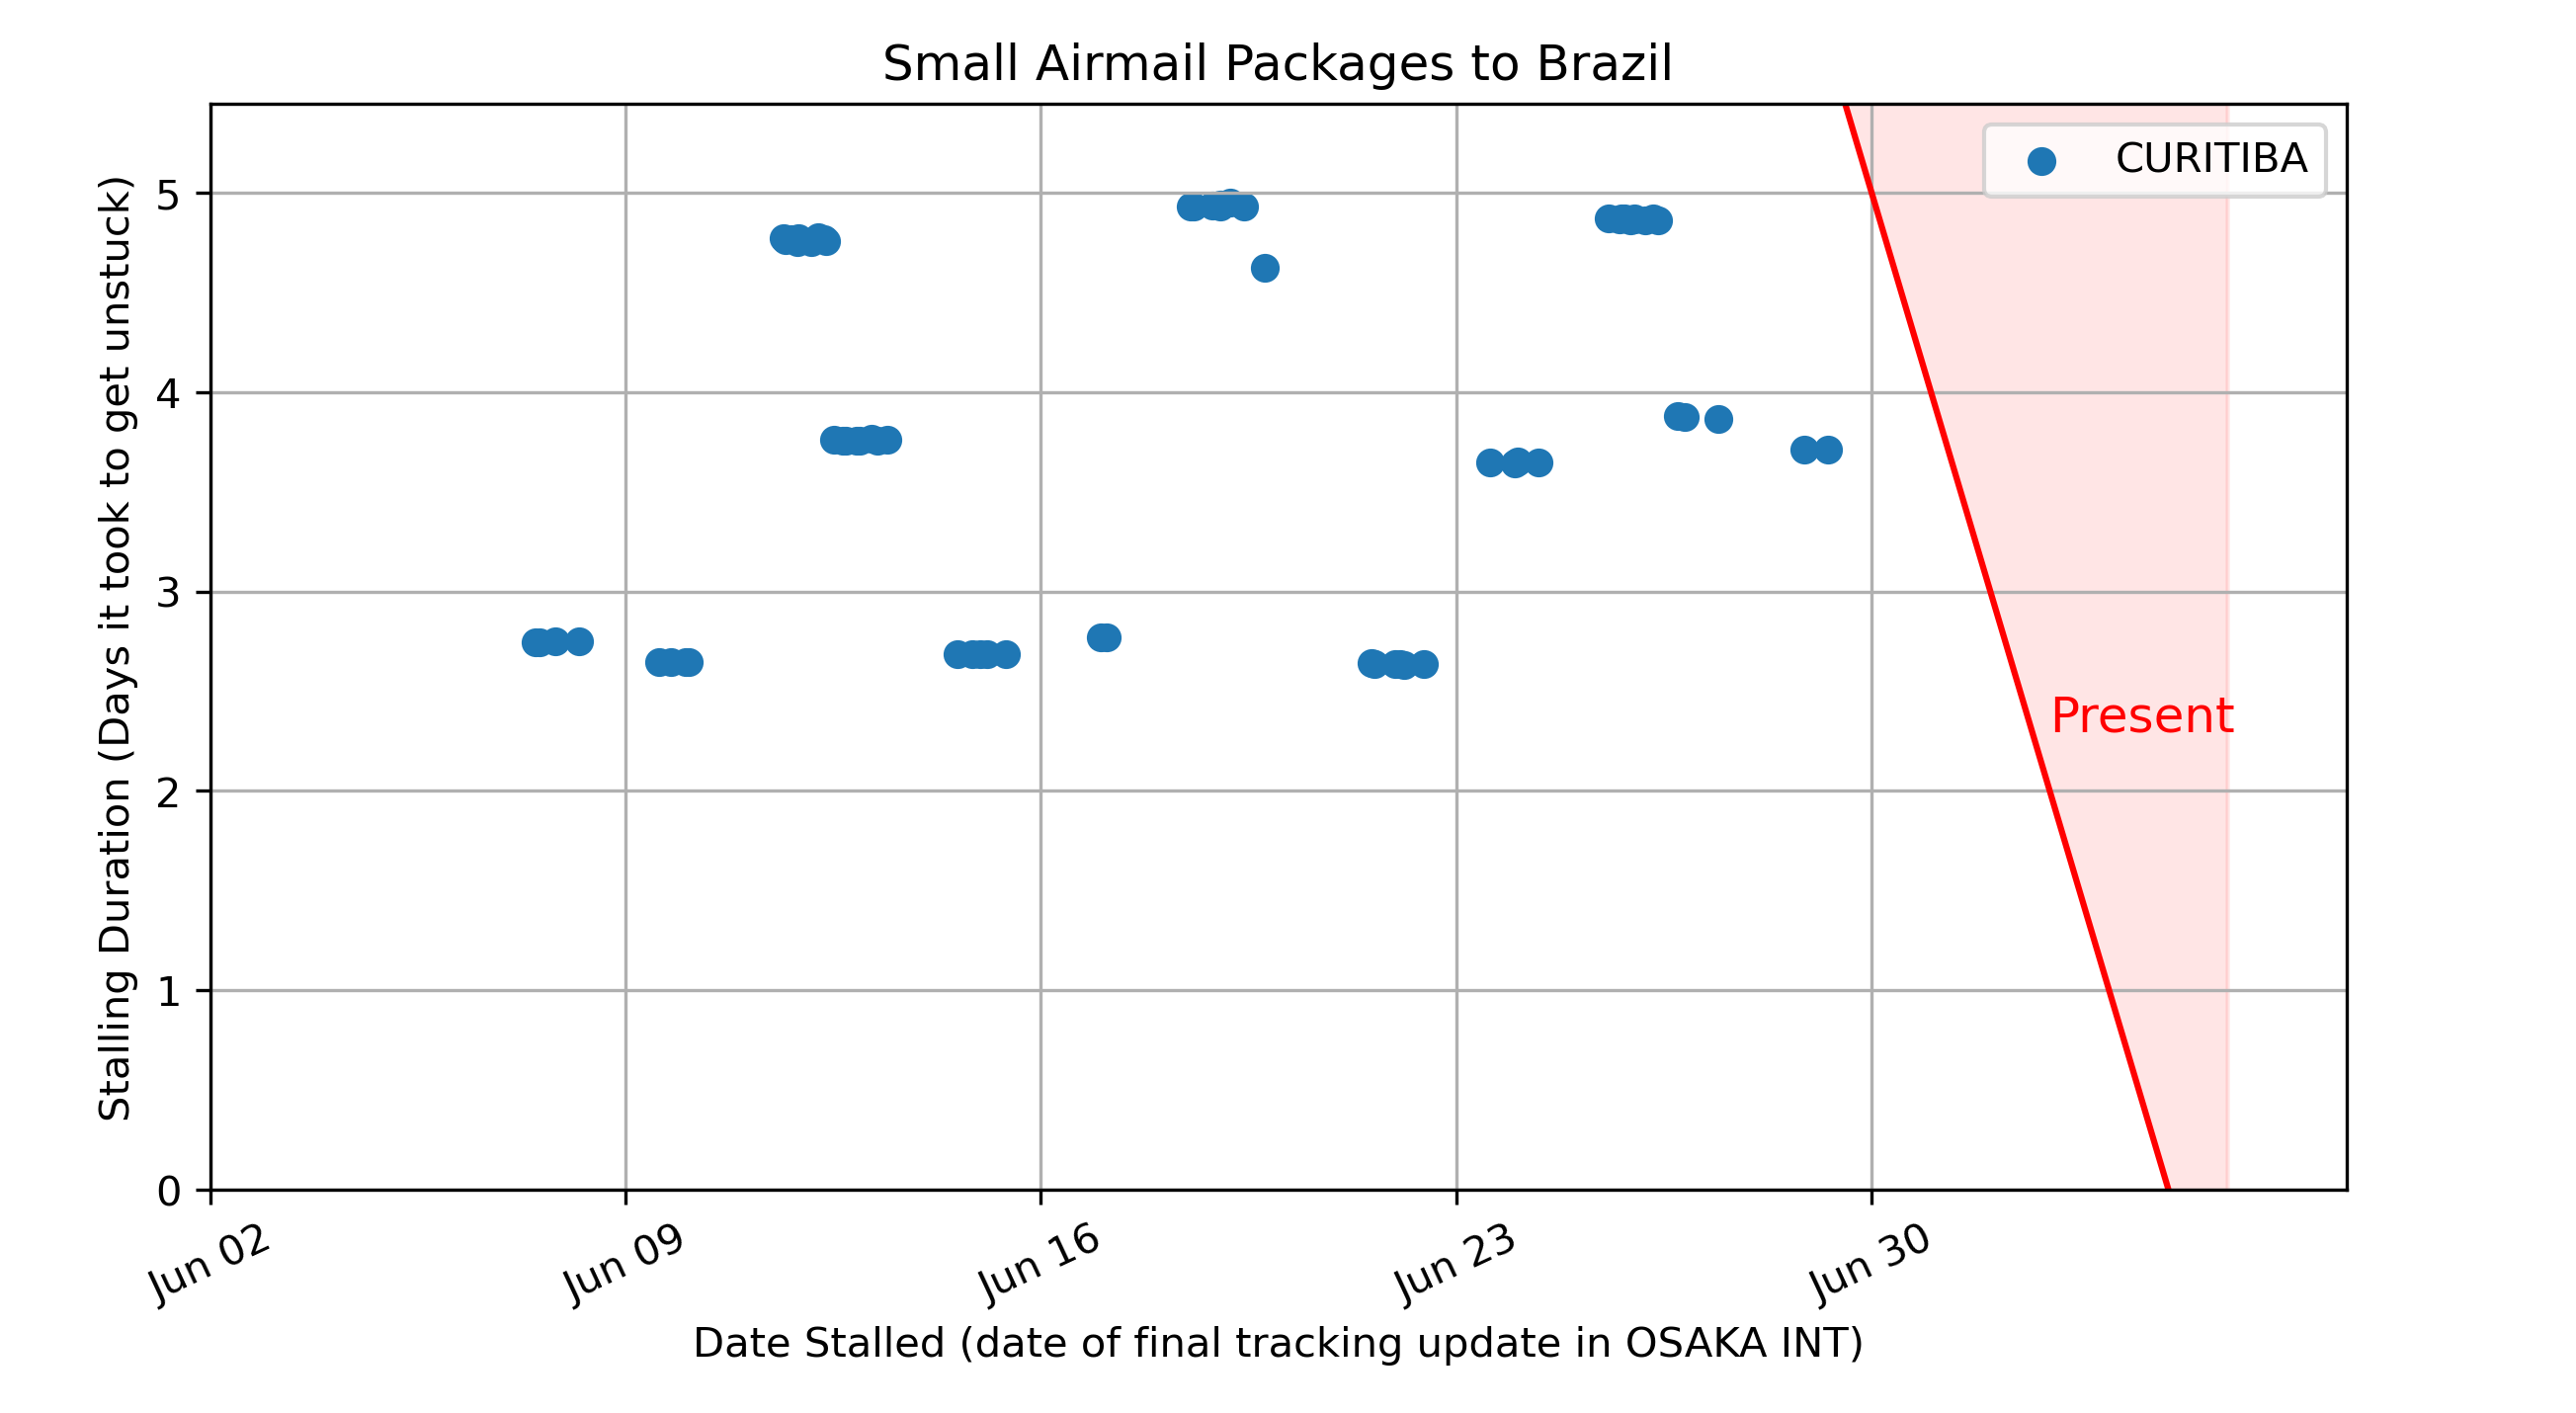 Small Airmail Packages to Brazil
CURITIBA
Stalling Duration (Days it took to get unstuck)
5
4
3
2
1
0
Present
Jun 02
Jun 09
Jun 16
Jun 23
Jun 30
Date Stalled (date of final tracking update in OSAKA INT)